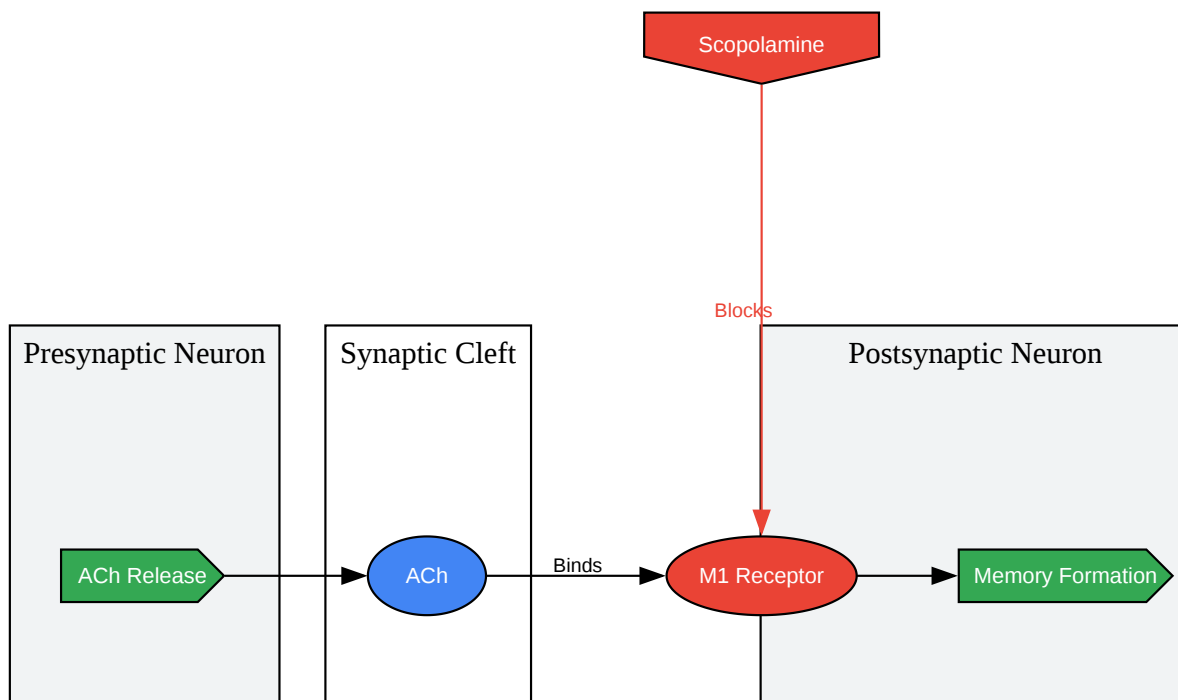 Scopolamine
Blocks
Presynaptic Neuron
Synaptic Cleft
Postsynaptic Neuron
ACh Release
ACh
Binds
M1 Receptor
Memory Formation